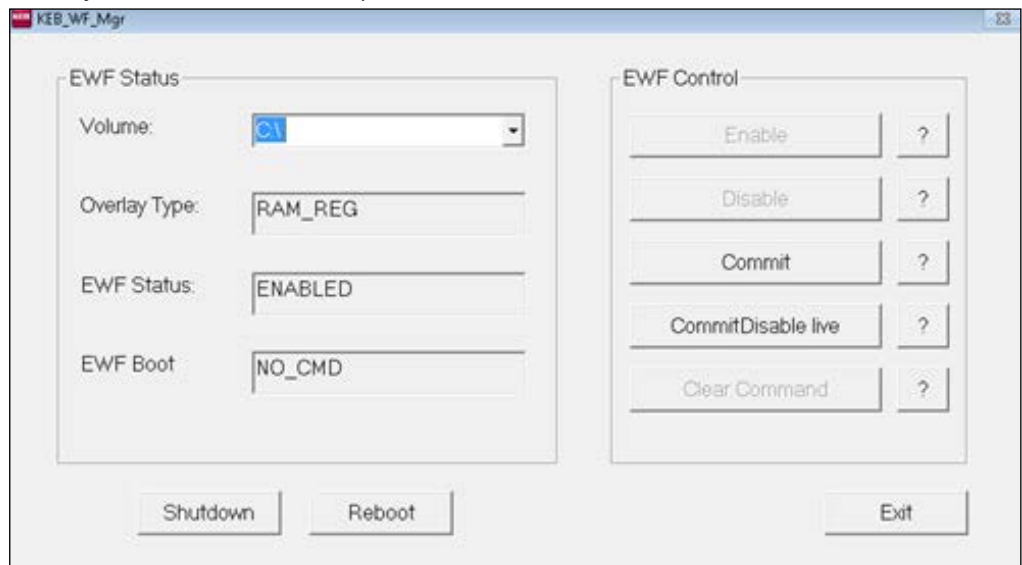 KEB KEB_WF_Mgr
EWF Status
Volume: C:\
Overlay Type: RAM_REG
EWF Status: ENABLED
EWF Boot NO_CMD
EWF Control
Enable ?
Disable ?
Commit ?
CommitDisable live ?
Clear Command ?
Shutdown Reboot Exit